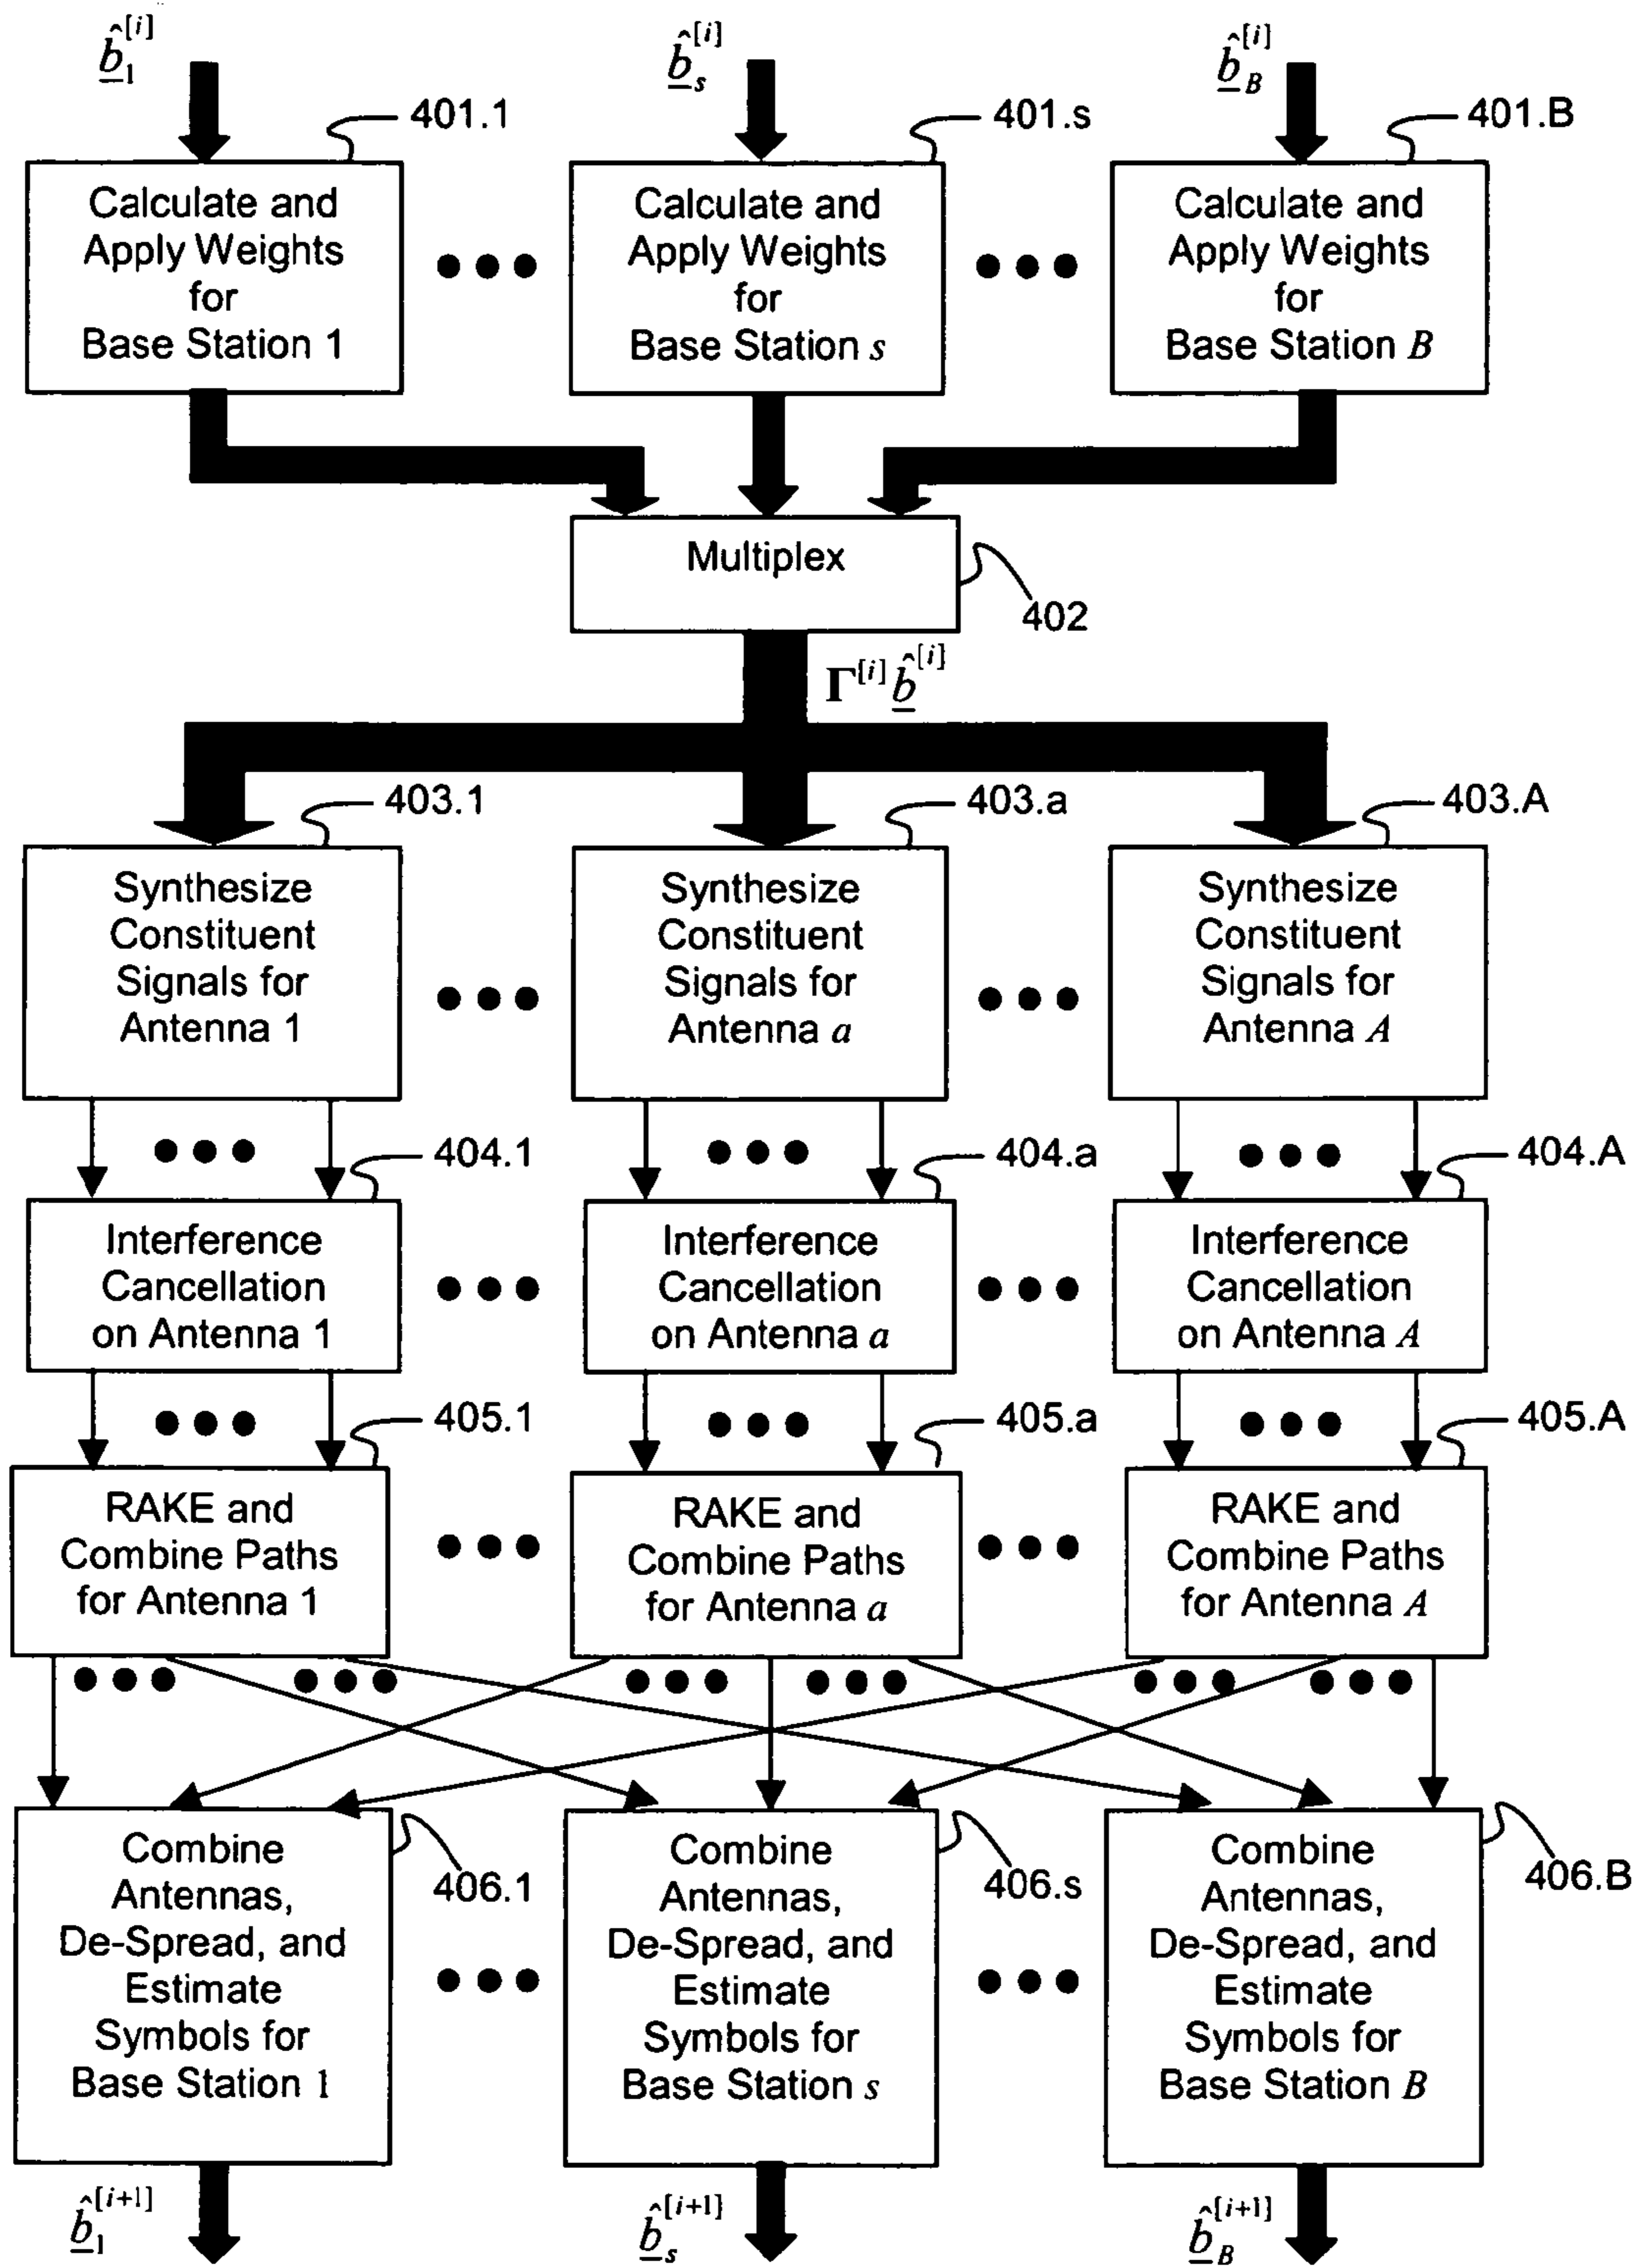 b̲̂₁^[i] b̲̂ₛ^[i] b̲̂_B^[i]
401.1 401.s 401.B
Calculate and
Apply Weights
for
Base Station 1
Calculate and
Apply Weights
for
Base Station s
Calculate and
Apply Weights
for
Base Station B
Multiplex
402
Γ^[i] b̲̂^[i]
403.1 403.a 403.A
Synthesize
Constituent
Signals for
Antenna 1
Synthesize
Constituent
Signals for
Antenna a
Synthesize
Constituent
Signals for
Antenna A
404.1 404.a 404.A
Interference
Cancellation
on Antenna 1
Interference
Cancellation
on Antenna a
Interference
Cancellation
on Antenna A
405.1 405.a 405.A
RAKE and
Combine Paths
for Antenna 1
RAKE and
Combine Paths
for Antenna a
RAKE and
Combine Paths
for Antenna A
Combine
Antennas,
De-Spread, and
Estimate
Symbols for
Base Station 1
406.1
Combine
Antennas,
De-Spread, and
Estimate
Symbols for
Base Station s
406.s
Combine
Antennas,
De-Spread, and
Estimate
Symbols for
Base Station B
406.B
b̲̂₁^[i+1] b̲̂ₛ^[i+1] b̲̂_B^[i+1]